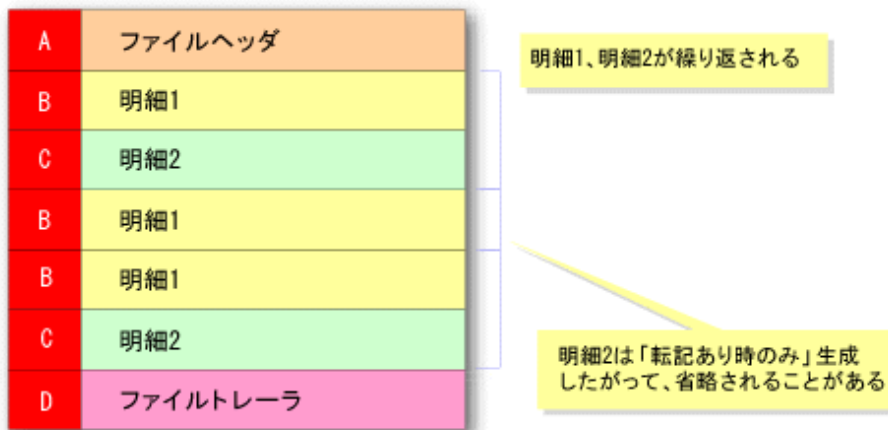 A ファイルヘッダ
明細1、明細2が繰り返される
B 明細1
C 明細2
B 明細1
B 明細1
C 明細2
明細2は「転記あり時のみ」生成
したがって、省略されることがある
D ファイルトレーラ